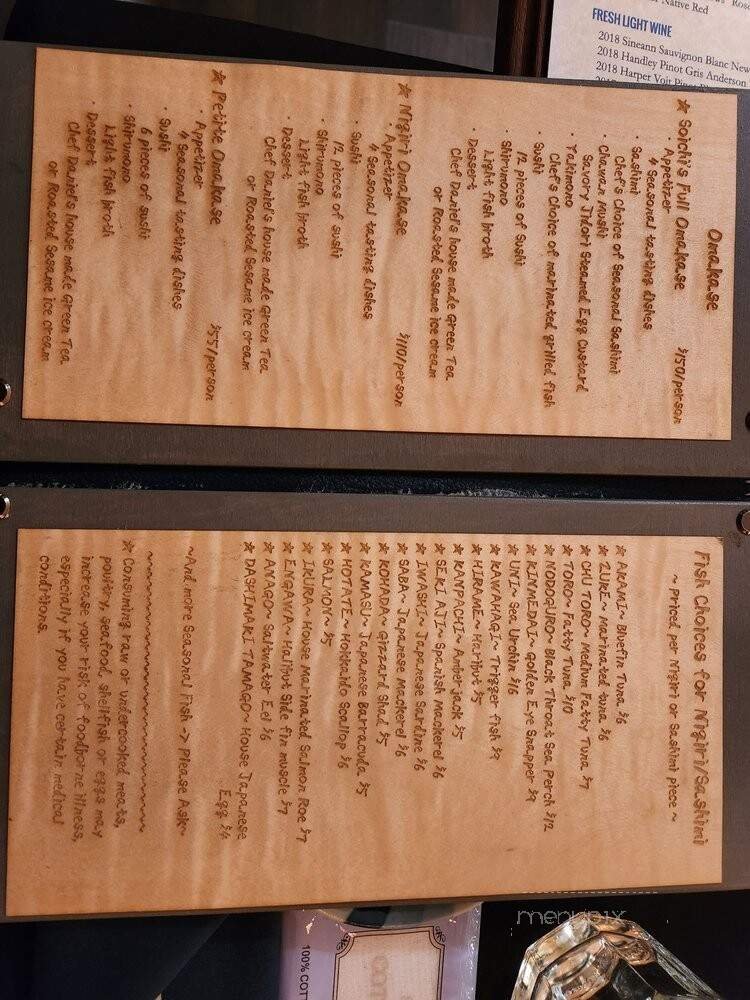 Omakase
☆ Soichi's Full Omakase $150/person
· Appetizer
4 Seasonal tasting dishes
· Sashimi
Chef's Choice of Seasonal Sashimi
· Chawan Mushi
Savory Jidori Steamed Egg Custard
· Yakimono
Chef's Choice of marinated grilled fish
· Sushi
12 pieces of Sushi
· Shirumono
Light fish broth
· Dessert
Chef Daniel's house made Green Tea
or Roasted Sesame ice cream
☆ Nigiri Omakase $110/person
· Appetizer
4 Seasonal tasting dishes
· Sushi
12 pieces of sushi
· Shirumono
Light fish broth
· Dessert
Chef Daniel's house made Green Tea
or Roasted Sesame ice cream
☆ Petite Omakase $55/person
· Appetizer
4 Seasonal tasting dishes
· Sushi
6 pieces of sushi
· Shirumono
Light fish broth
· Dessert
Chef Daniel's house made Green Tea
or Roasted Sesame ice cream
Fish Choices for Nigiri/Sashimi
~ Priced per Nigiri or Sashimi piece ~
☆ AKAMI~ Bluefin Tuna $6
☆ ZUKE~ Marinated tuna $6
☆ CHU TORO~ Medium Fatty Tuna $7
☆ TORO~ Fatty Tuna $10
☆ NODOGURO~ Black Throat Sea Perch $12
☆ KINMEDAI~ Golden Eye Snapper $9
☆ UNI~ Sea Urchin $16
☆ KAWAHAGI~ Trigger fish $9
☆ HIRAME~ Halibut $5
☆ KANPACHI~ Amberjack $5
☆ SEKI AJI~ Spanish Mackerel $6
☆ IWASHI~ Japanese Sardine $6
☆ SABA~ Japanese Mackerel $6
☆ KOHADA~ Gizzard Shad $5
☆ KAMASU~ Japanese Barracuda $5
☆ HOTATE~ Hokkaido Scallop $6
☆ SALMON~ $5
☆ IKURA~ House Marinated Salmon Roe $7
☆ ENGAWA~ Halibut Side fin muscle $7
☆ ANAGO~ Saltwater Eel $6
☆ DASHIMAKI TAMAGO~ House Japanese
Egg $4
~And more Seasonal Fish -> Please Ask~
☆ Consuming raw or undercooked meats,
poultry, seafood, shellfish or eggs may
increase your risk of foodborne illness,
especially if you have certain medical
conditions.
Native Red
FRESH LIGHT WINE
2018 Sineann Sauvignon Blanc New
2018 Handley Pinot Gris Anderson
2018 Harper Voit Pinot
100% COT
menupix